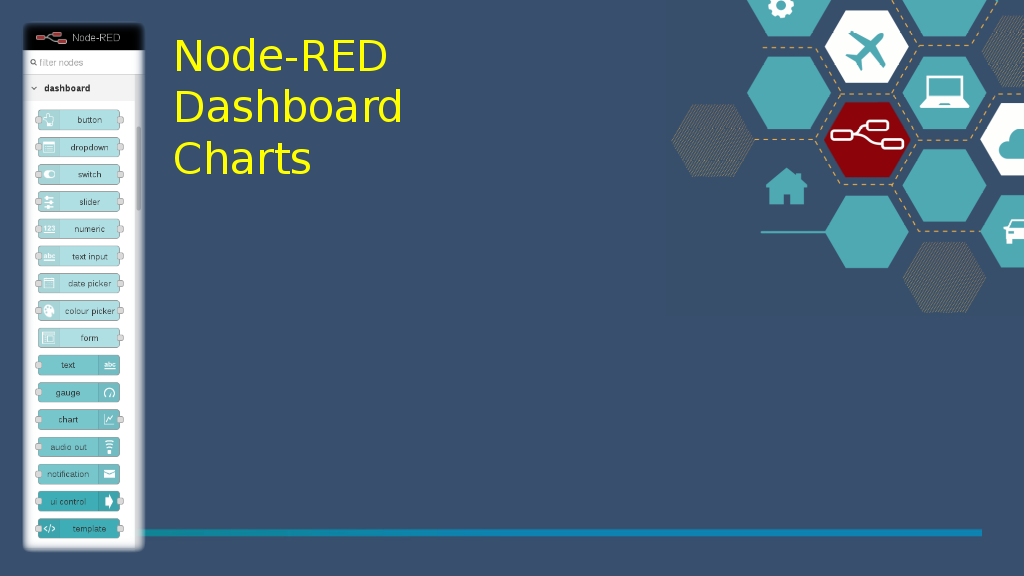 Node-RED
filter nodes
dashboard
button
dropdown
switch
slider
123
numeric
abc
text input
date picker
colour picker
form
text
abc
gauge
chart
audio out
notification
ui control
</>
template
Node-RED
Dashboard
Charts